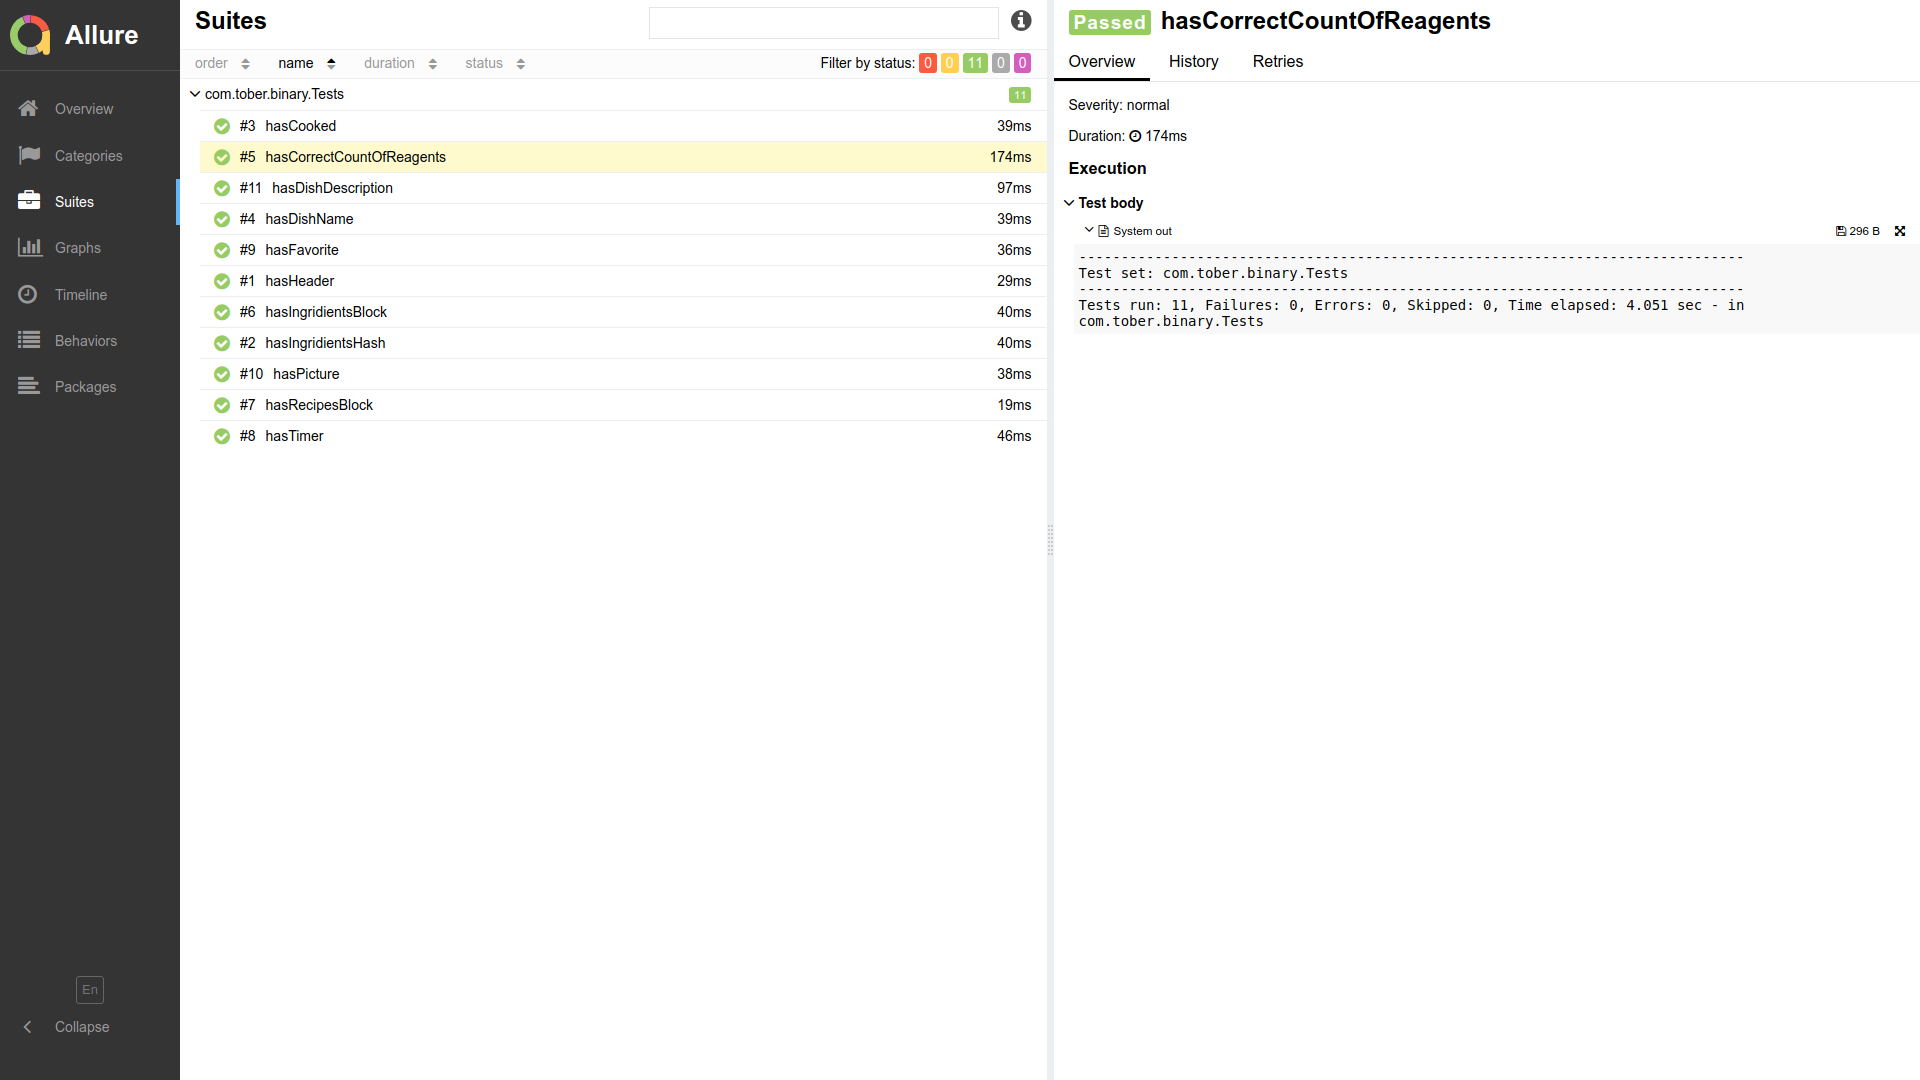 Allure
Overview
Categories
Suites
Graphs
Timeline
Behaviors
Packages
En
Collapse
Suites
order name duration status Filter by status: 0 0 11 0 0
com.tober.binary.Tests 11
#3 hasCooked 39ms
#5 hasCorrectCountOfReagents 174ms
#11 hasDishDescription 97ms
#4 hasDishName 39ms
#9 hasFavorite 36ms
#1 hasHeader 29ms
#6 hasIngridientsBlock 40ms
#2 hasIngridientsHash 40ms
#10 hasPicture 38ms
#7 hasRecipesBlock 19ms
#8 hasTimer 46ms
Passed hasCorrectCountOfReagents
Overview History Retries
Severity: normal
Duration: 174ms
Execution
Test body
System out 296 B
-------------------------------------------------------------------------------
Test set: com.tober.binary.Tests
-------------------------------------------------------------------------------
Tests run: 11, Failures: 0, Errors: 0, Skipped: 0, Time elapsed: 4.051 sec - in
com.tober.binary.Tests